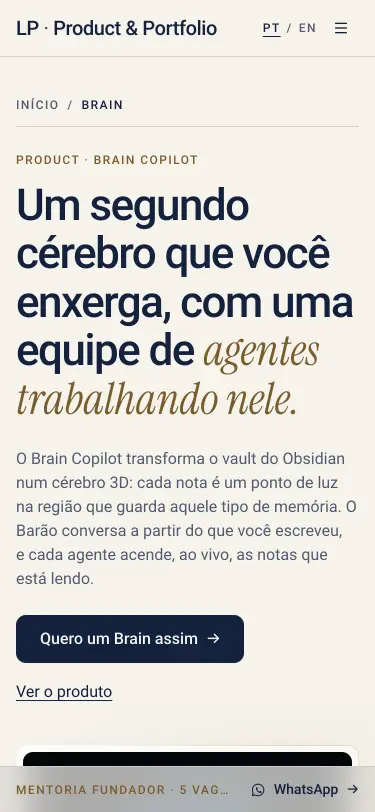 LP · Product & Portfolio
PT / EN
INÍCIO / BRAIN
PRODUCT · BRAIN COPILOT
Um segundo
cérebro que você
enxerga, com uma
equipe de agentes
trabalhando nele.
O Brain Copilot transforma o vault do Obsidian
num cérebro 3D: cada nota é um ponto de luz
na região que guarda aquele tipo de memória. O
Barão conversa a partir do que você escreveu,
e cada agente acende, ao vivo, as notas que
está lendo.
Quero um Brain assim →
Ver o produto
MENTORIA FUNDADOR · 5 VAG…
WhatsApp →